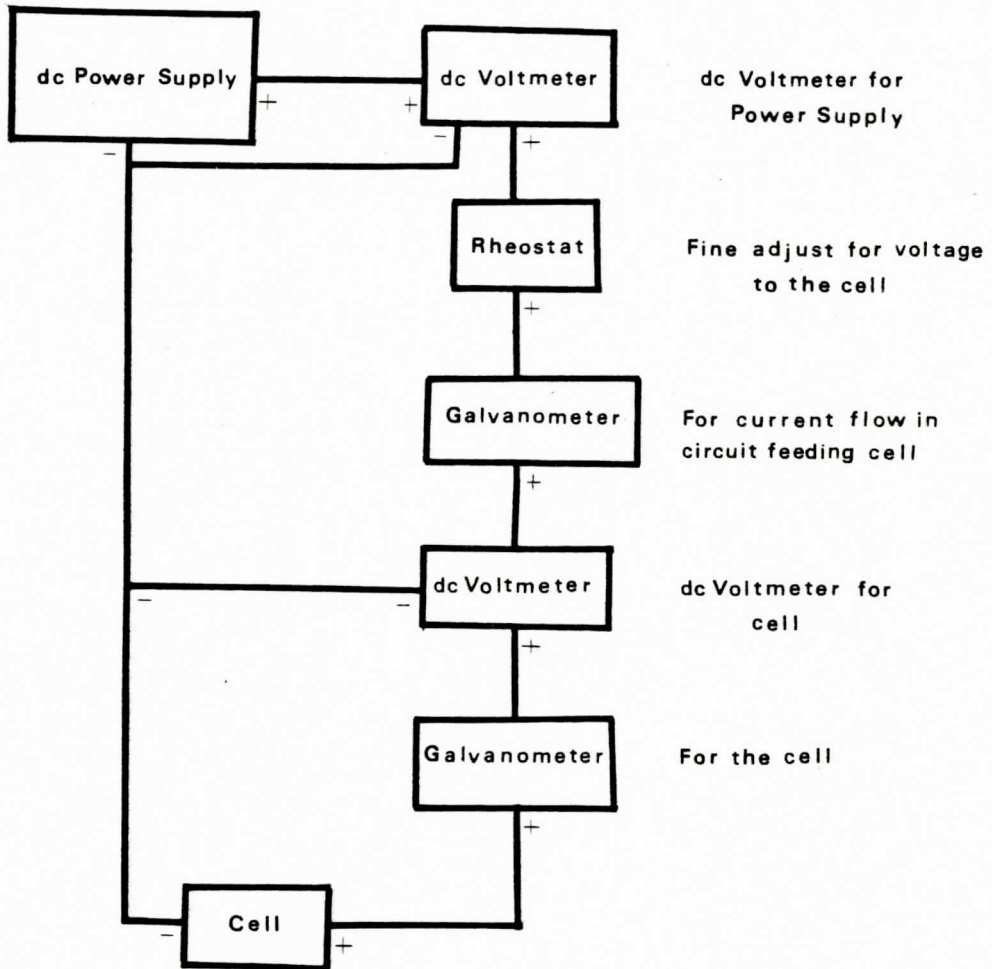 dc Power Supply
+
+
dc Voltmeter
dc Voltmeter for
Power Supply
-
-
+
Rheostat
Fine adjust for voltage
to the cell
+
Galvanometer
For current flow in
circuit feeding cell
+
dc Voltmeter
dc Voltmeter for
cell
-
-
+
Galvanometer
For the cell
+
Cell
-
+